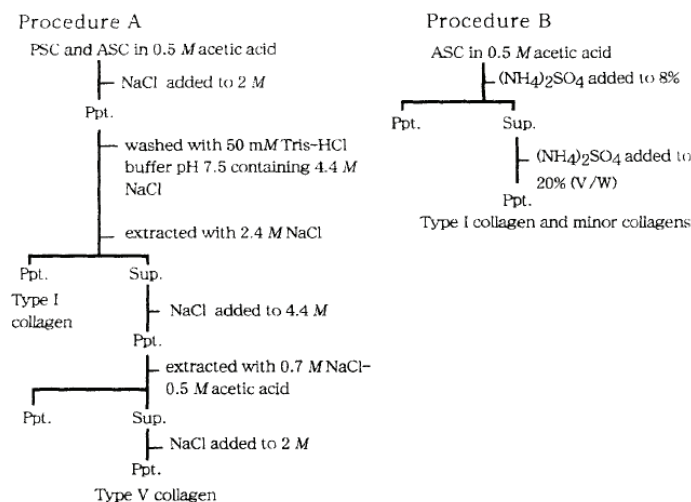 Procedure A
PSC and ASC in 0.5 M acetic acid
NaCl added to 2 M
Ppt.
washed with 50 mM Tris-HCl
buffer pH 7.5 containing 4.4 M
NaCl
extracted with 2.4 M NaCl
Ppt.
Sup.
Type I
collagen
NaCl added to 4.4 M
Ppt.
extracted with 0.7 M NaCl-
0.5 M acetic acid
Ppt.
Sup.
NaCl added to 2 M
Ppt.
Type V collagen
Procedure B
ASC in 0.5 M acetic acid
(NH4)2SO4 added to 8%
Ppt.
Sup.
(NH4)2SO4 added to
20% (V/W)
Ppt.
Type I collagen and minor collagens